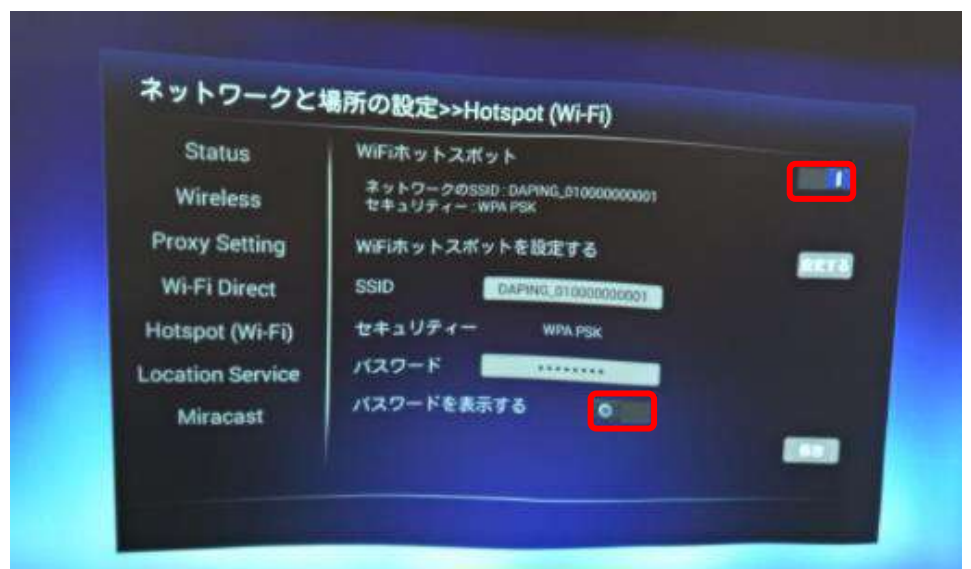 ネットワークと場所の設定>>Hotspot (Wi-Fi)
Status
Wireless
Proxy Setting
Wi-Fi Direct
Hotspot (Wi-Fi)
Location Service
Miracast
WiFiホットスポット
ネットワークのSSID : DAPING_010000000001
セキュリティー : WPA PSK
WiFiホットスポットを設定する
設定する
SSID
DAPING_010000000001
セキュリティー WPA PSK
パスワード
••••••••
パスワードを表示する